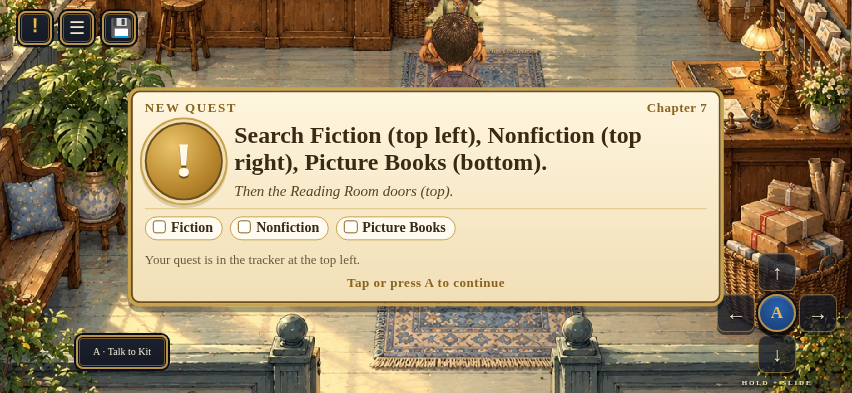 !
NEW QUEST
Chapter 7
!
Search Fiction (top left), Nonfiction (top
right), Picture Books (bottom).
Then the Reading Room doors (top).
Fiction
Nonfiction
Picture Books
Your quest is in the tracker at the top left.
Tap or press A to continue
↑
← A →
↓
A · Talk to Kit
HOLD + SLIDE